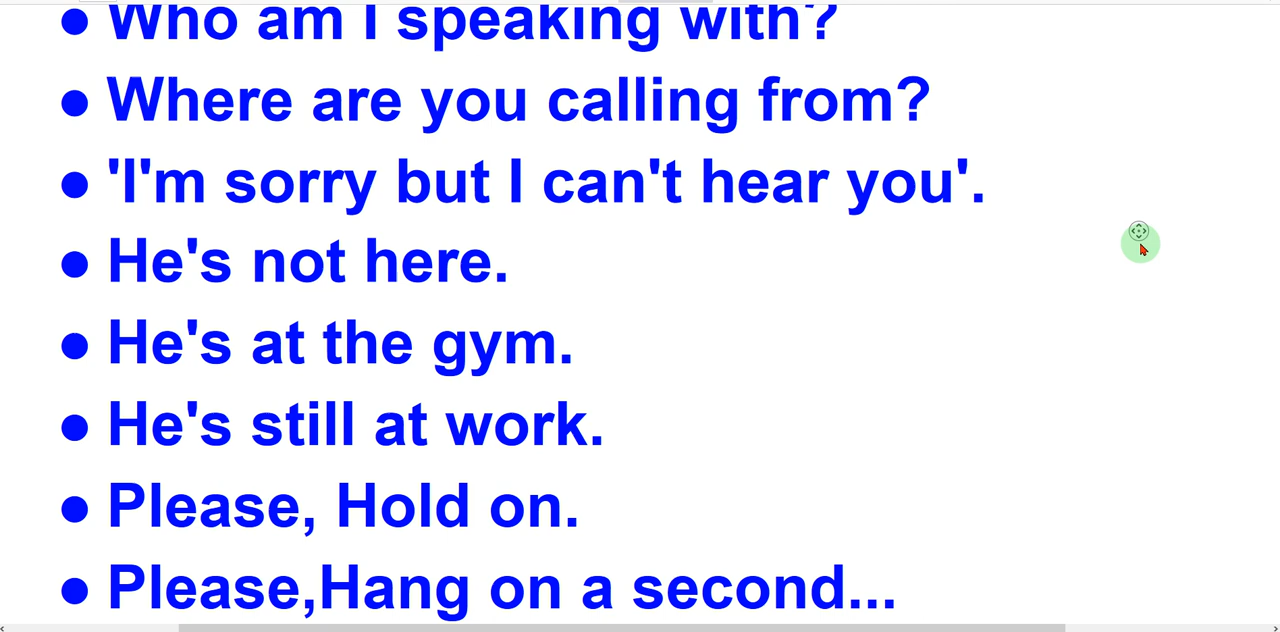 • Who am I speaking with?
• Where are you calling from?
• 'I'm sorry but I can't hear you'.
• He's not here.
• He's at the gym.
• He's still at work.
• Please, Hold on.
• Please,Hang on a second...